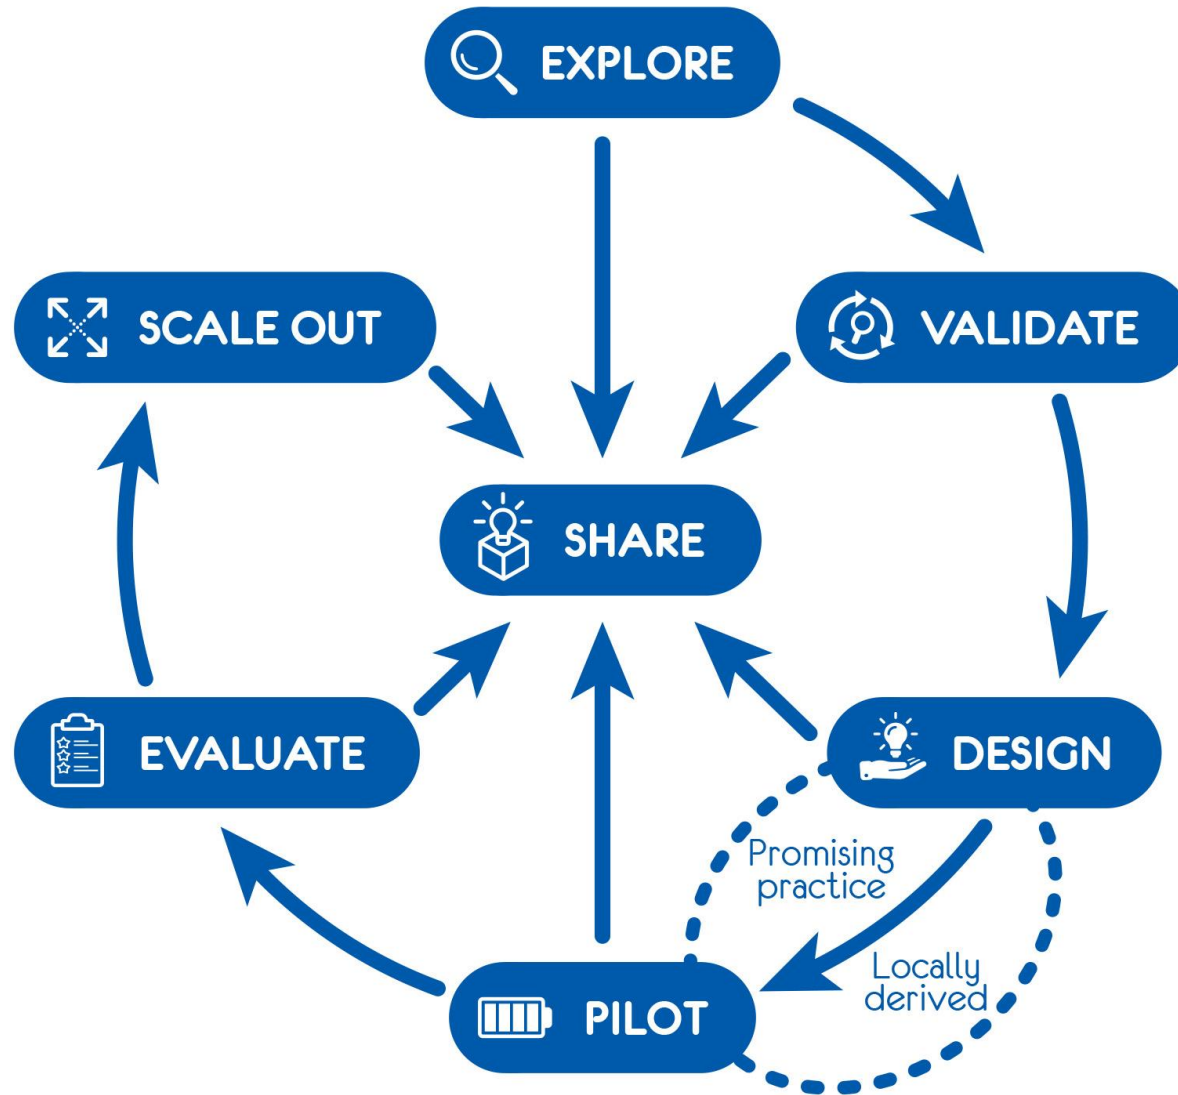 EXPLORE
SCALE OUT
VALIDATE
SHARE
EVALUATE
DESIGN
Promising
practice
Locally
derived
PILOT